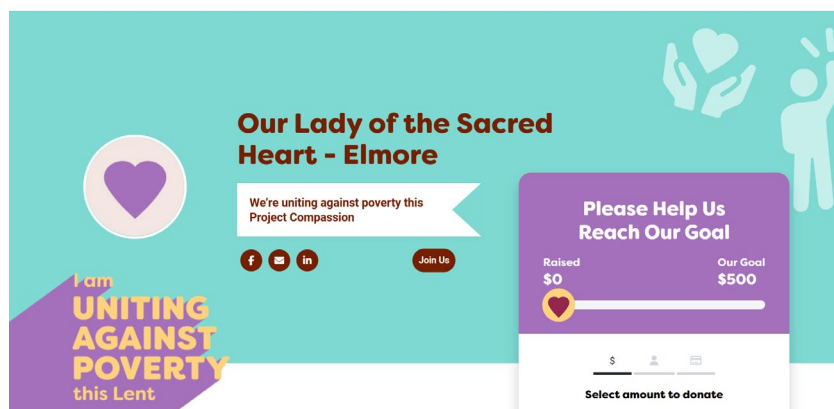 Our Lady of the Sacred
Heart - Elmore
We're uniting against poverty this
Project Compassion
f
in
Join Us
I am
UNITING
AGAINST
POVERTY
this Lent
Please Help Us
Reach Our Goal
Raised
Our Goal
$0
$500
$
Select amount to donate